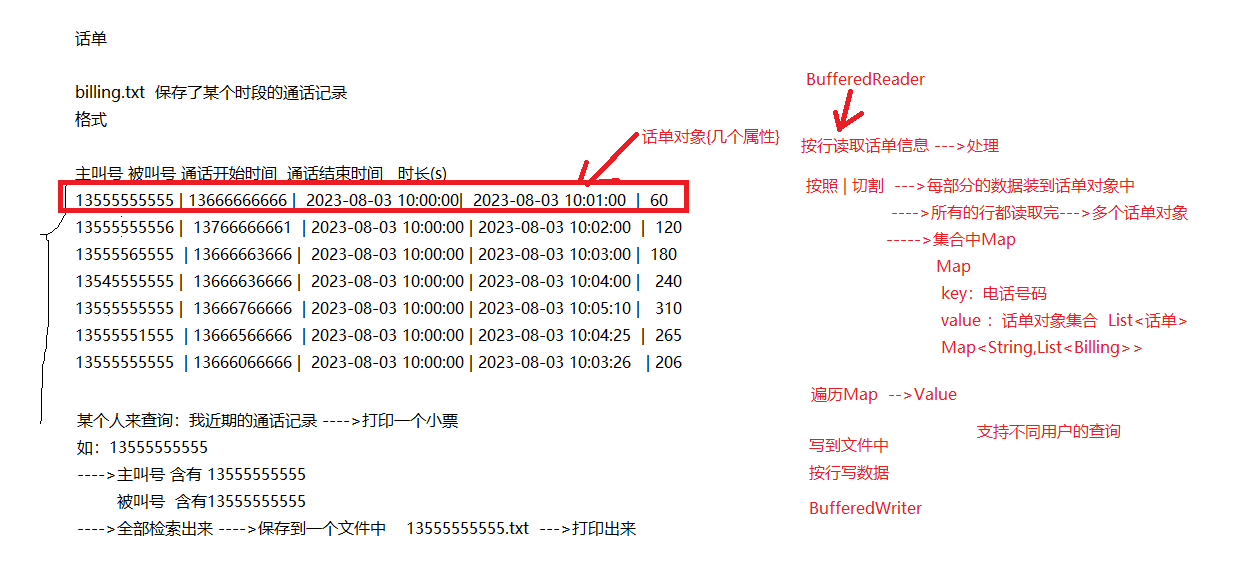 话单
billing.txt 保存了某个时段的通话记录
格式
主叫号 被叫号 通话开始时间 通话结束时间 时长(s)
13555555555 | 13666666666 | 2023-08-03 10:00:00| 2023-08-03 10:01:00 | 60
13555555556 | 13766666661 | 2023-08-03 10:00:00 | 2023-08-03 10:02:00 | 120
13555565555 | 13666663666 | 2023-08-03 10:00:00 | 2023-08-03 10:03:00 | 180
13545555555 | 13666636666 | 2023-08-03 10:00:00 | 2023-08-03 10:04:00 | 240
13555555555 | 13666766666 | 2023-08-03 10:00:00 | 2023-08-03 10:05:10 | 310
13555551555 | 13666566666 | 2023-08-03 10:00:00 | 2023-08-03 10:04:25 | 265
13555555555 | 13666066666 | 2023-08-03 10:00:00 | 2023-08-03 10:03:26 | 206
某个人来查询：我近期的通话记录 ---->打印一个小票
如：13555555555
---->主叫号 含有 13555555555
被叫号 含有13555555555
---->全部检索出来 ---->保存到一个文件中 13555555555.txt --->打印出来
话单对象{几个属性}
BufferedReader
按行读取话单信息 --->处理
按照 | 切割 --->每部分的数据装到话单对象中
---->所有的行都读取完--->多个话单对象
----->集合中Map
Map
key：电话号码
value ：话单对象集合 List<话单>
Map<String,List<Billing>>
遍历Map -->Value
支持不同用户的查询
写到文件中
按行写数据
BufferedWriter